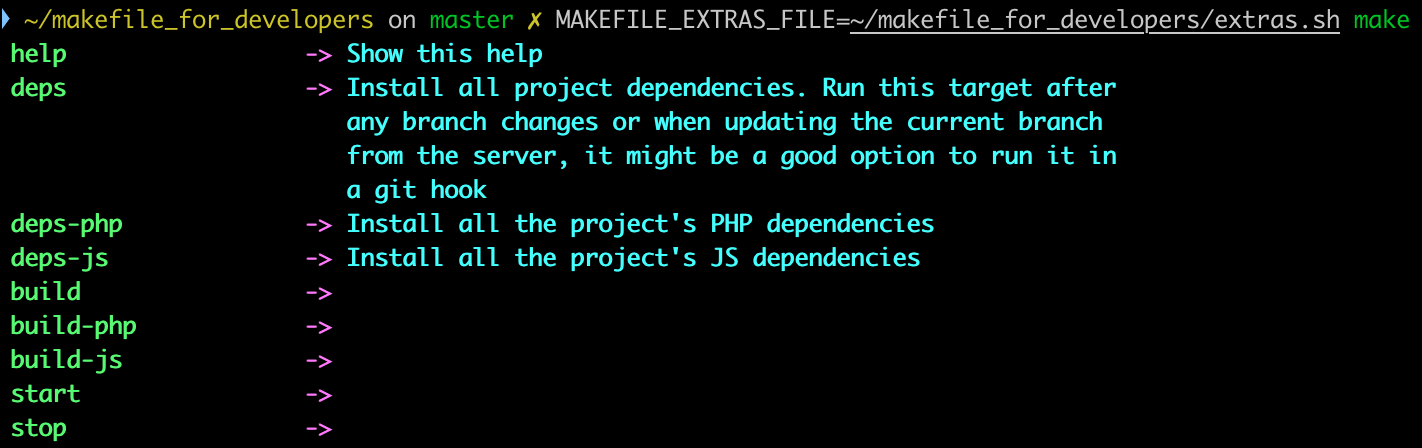 ~/makefile_for_developers on master ✗ MAKEFILE_EXTRAS_FILE=~/makefile_for_developers/extras.sh make
help -> Show this help
deps -> Install all project dependencies. Run this target after
any branch changes or when updating the current branch
from the server, it might be a good option to run it in
a git hook
deps-php -> Install all the project's PHP dependencies
deps-js -> Install all the project's JS dependencies
build ->
build-php ->
build-js ->
start ->
stop ->